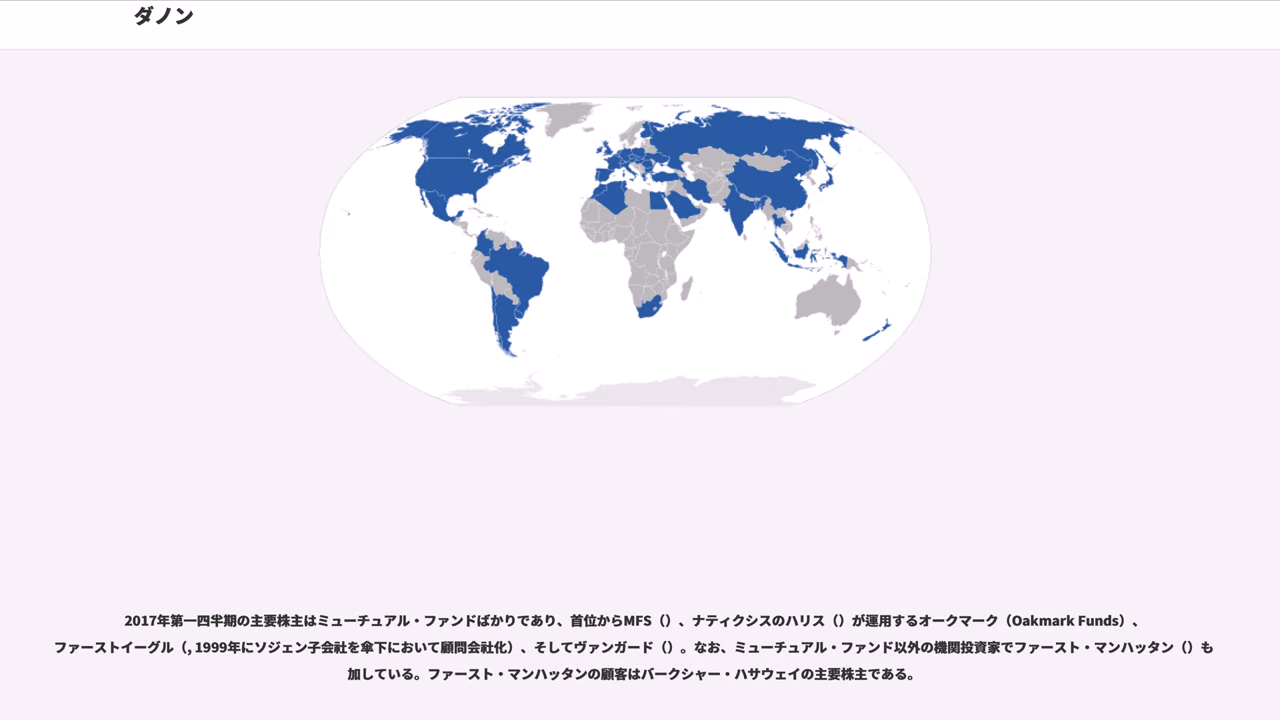 ダノン
2017年第一四半期の主要株主はミューチュアル・ファンドばかりであり、首位からMFS（）、ナティクシスのハリス（）が運用するオークマーク（Oakmark Funds）、
ファーストイーグル（, 1999年にソジェン子会社を傘下において顧問会社化）、そしてヴァンガード（）。なお、ミューチュアル・ファンド以外の機関投資家でファースト・マンハッタン（）も
加している。ファースト・マンハッタンの顧客はバークシャー・ハサウェイの主要株主である。